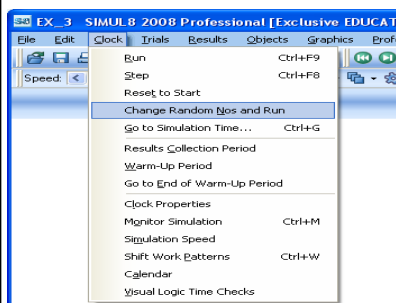 EX_3 SIMUL8 2008 Professional [Exclusive EDUCAT
File Edit Clock Trials Results Objects Graphics Prof
Speed:
Run Ctrl+F9
Step Ctrl+F8
Reset to Start
Change Random Nos and Run
Go to Simulation Time... Ctrl+G
Results Collection Period
Warm-Up Period
Go to End of Warm-Up Period
Clock Properties
Monitor Simulation Ctrl+M
Simulation Speed
Shift Work Patterns Ctrl+W
Calendar
Visual Logic Time Checks